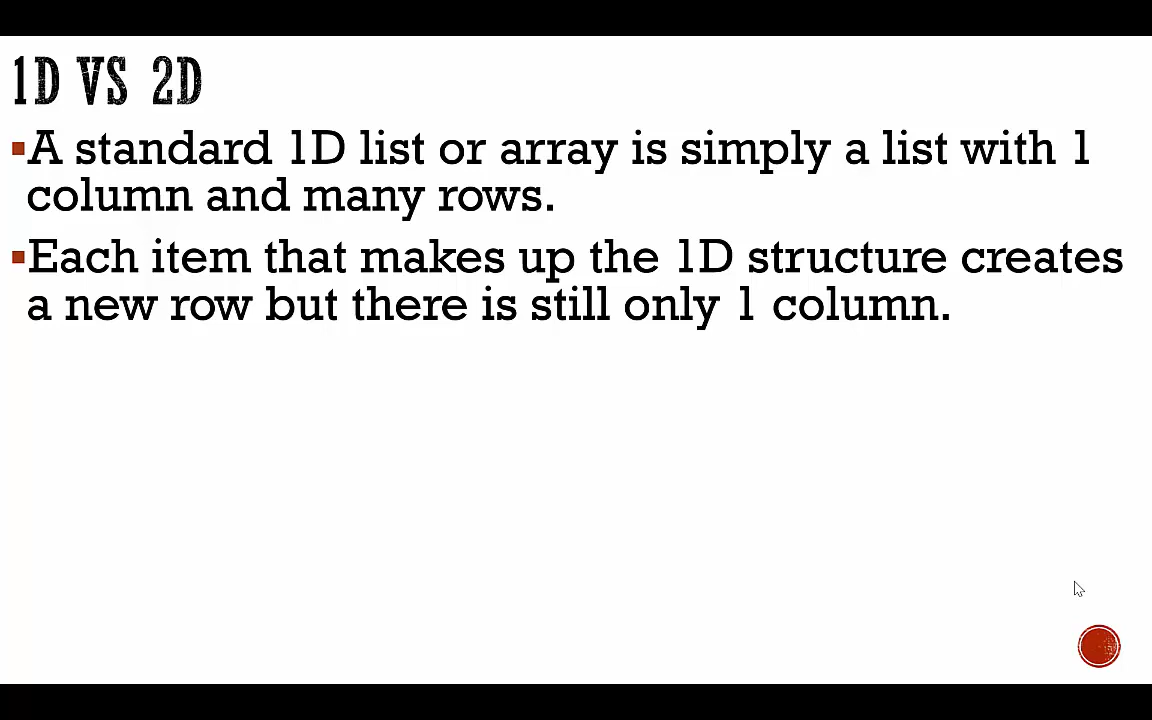 1D VS 2D
▪A standard 1D list or array is simply a list with 1
column and many rows.
▪Each item that makes up the 1D structure creates
a new row but there is still only 1 column.